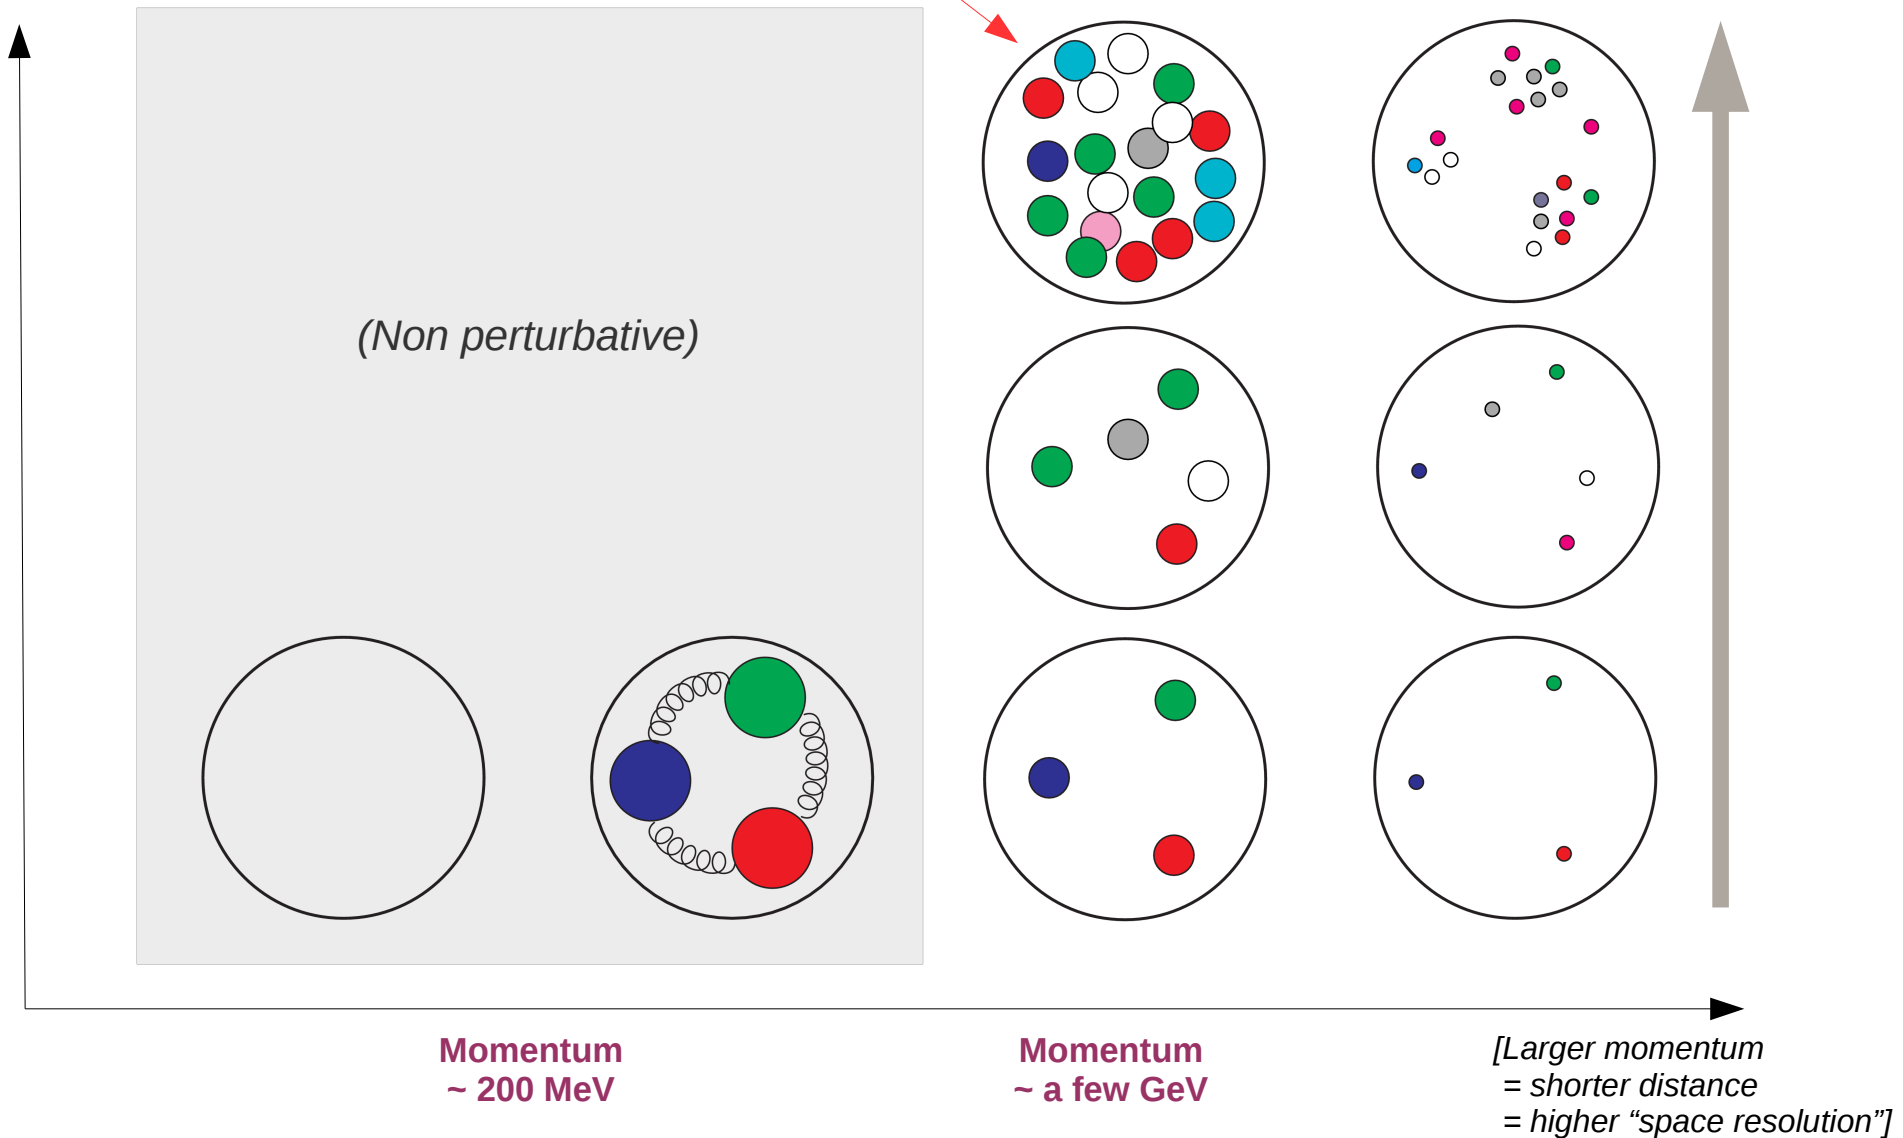 (Non perturbative)
Momentum
~ 200 MeV
Momentum
~ a few GeV
[Larger momentum
= shorter distance
= higher “space resolution”]